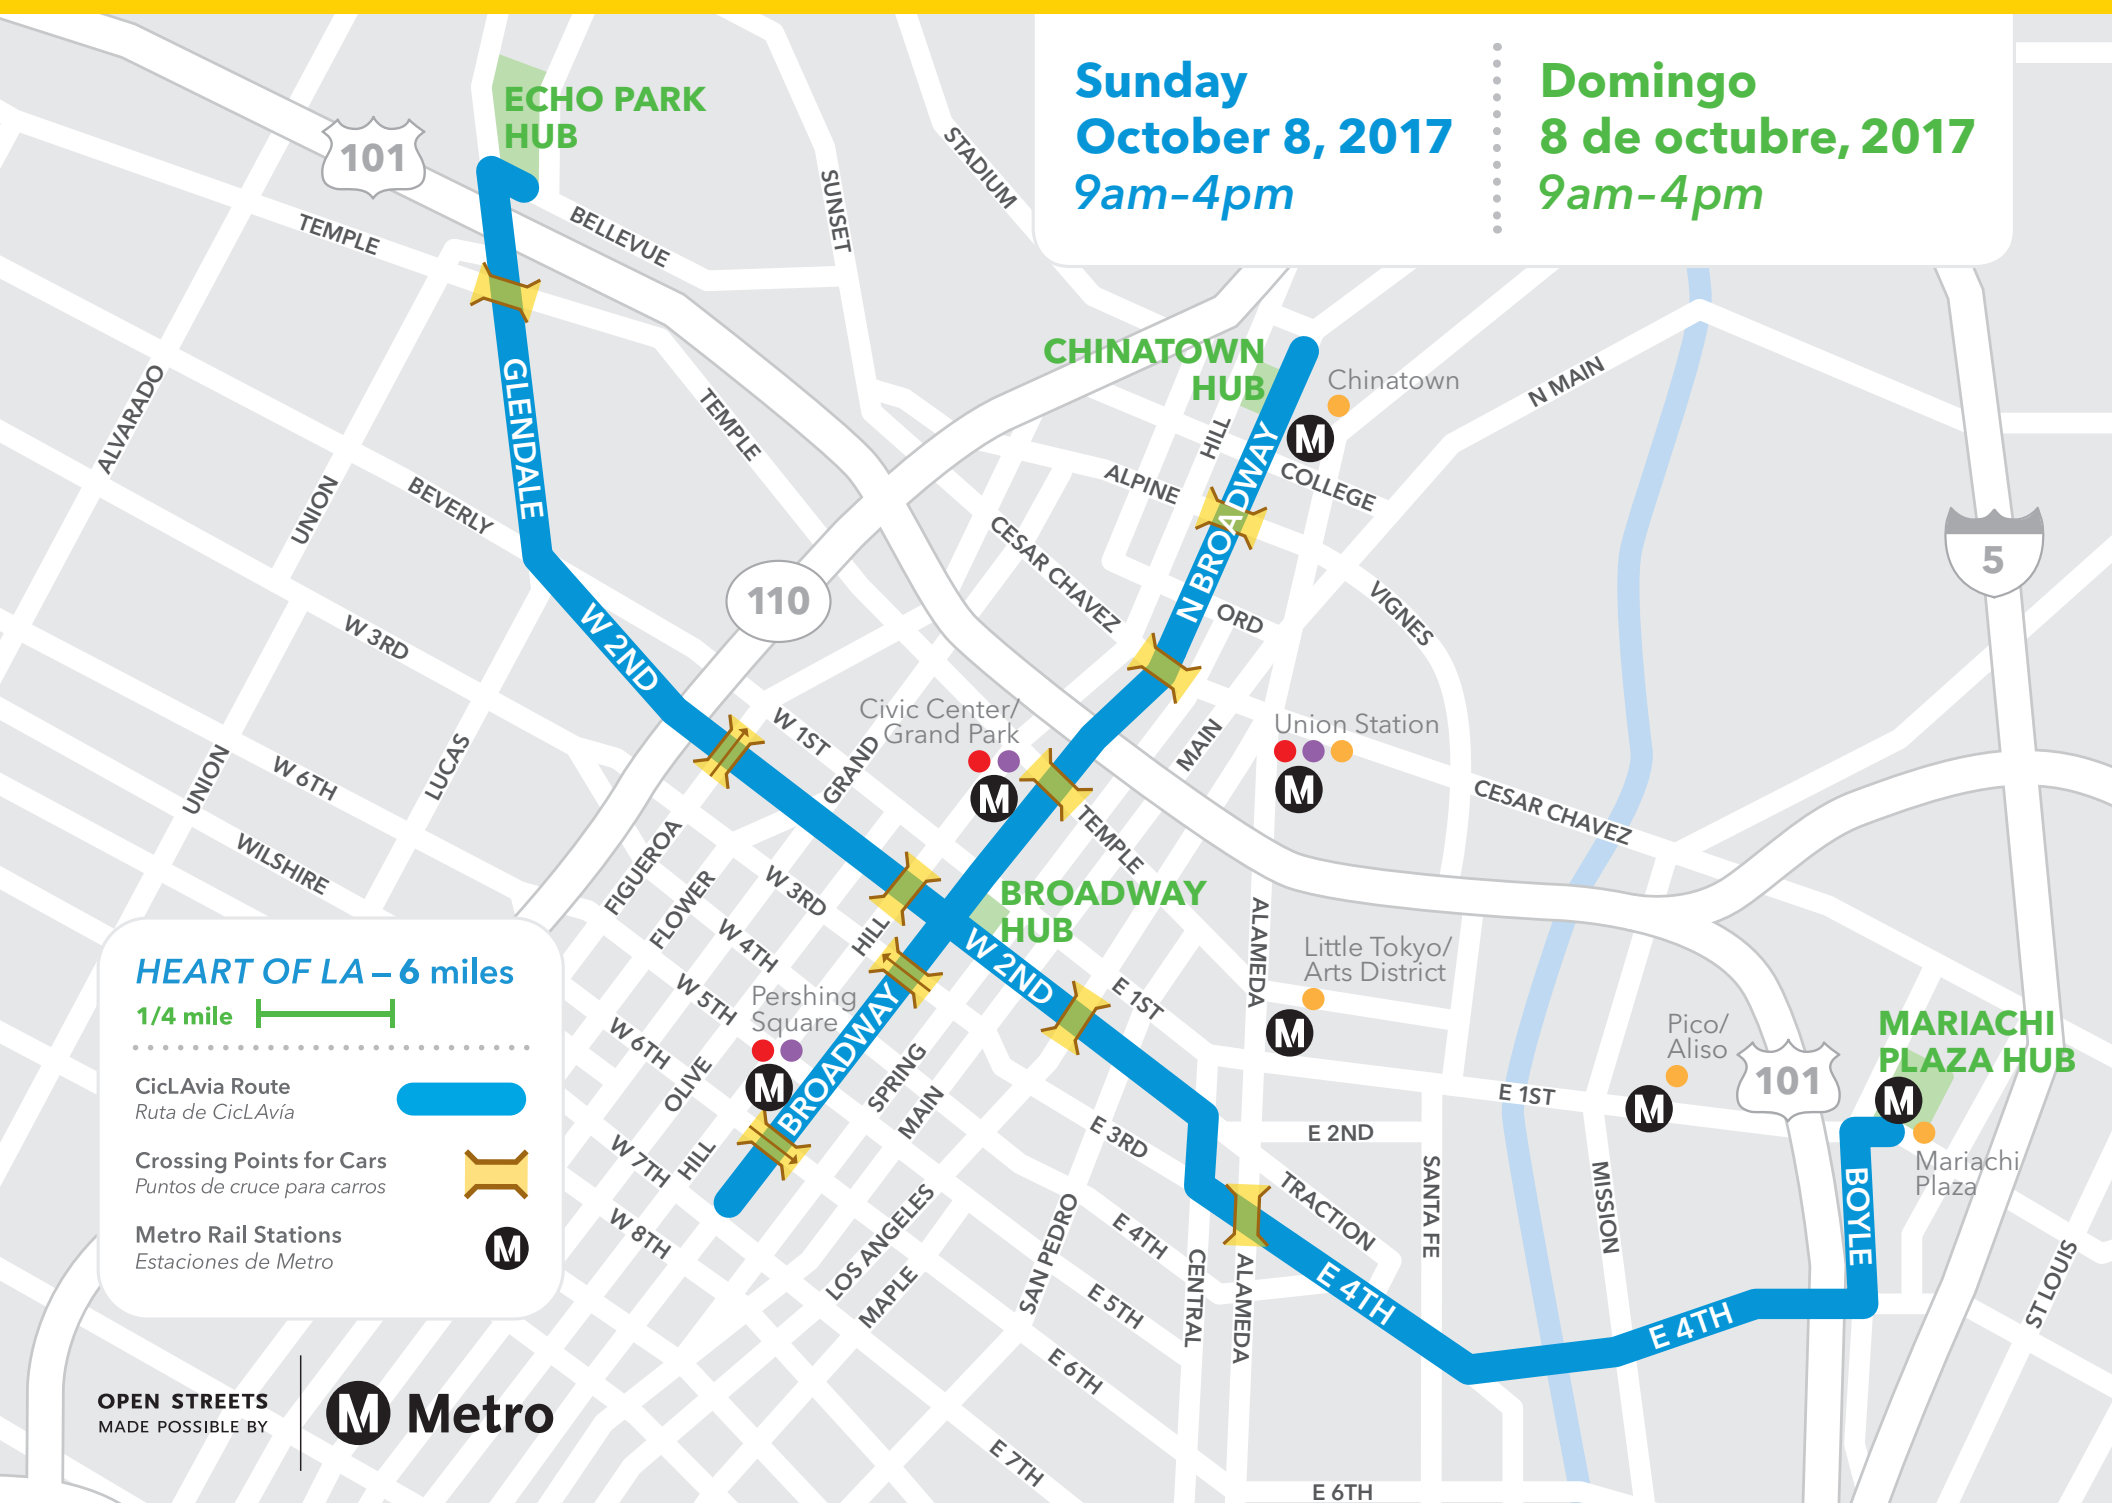 Sunday
October 8, 2017
9am–4pm
Domingo
8 de octubre, 2017
9am–4pm
ECHO PARK
HUB
101
TEMPLE
BELLEVUE
SUNSET
STADIUM
GLENDALE
ALVARADO
UNION
BEVERLY
TEMPLE
CHINATOWN
HUB
Chinatown
M
HILL
N BROADWAY
COLLEGE
ALPINE
N MAIN
CESAR CHAVEZ
ORD
VIGNES
5
110
W 2ND
W 3RD
W 1ST
GRAND
Civic Center/
Grand Park
M
MAIN
Union Station
M
CESAR CHAVEZ
UNION
W 6TH
LUCAS
WILSHIRE
FIGUEROA
FLOWER
W 3RD
W 4TH
HILL
TEMPLE
BROADWAY
HUB
W 2ND
ALAMEDA
Little Tokyo/
Arts District
M
E 1ST
W 5TH
Pershing
Square
M
BROADWAY
W 6TH
OLIVE
SPRING
MAIN
W 7TH
HILL
W 8TH
E 3RD
E 1ST
E 2ND
Pico/
Aliso
M
101
MARIACHI
PLAZA HUB
M
Mariachi
Plaza
BOYLE
MISSION
SANTA FE
TRACTION
LOS ANGELES
MAPLE
SAN PEDRO
E 4TH
E 5TH
CENTRAL
ALAMEDA
E 4TH
E 4TH
ST LOUIS
E 6TH
E 7TH
E 6TH
HEART OF LA – 6 miles
1/4 mile
CicLAvia Route
Ruta de CicLAvía
Crossing Points for Cars
Puntos de cruce para carros
Metro Rail Stations
Estaciones de Metro
M
OPEN STREETS
MADE POSSIBLE BY
M Metro